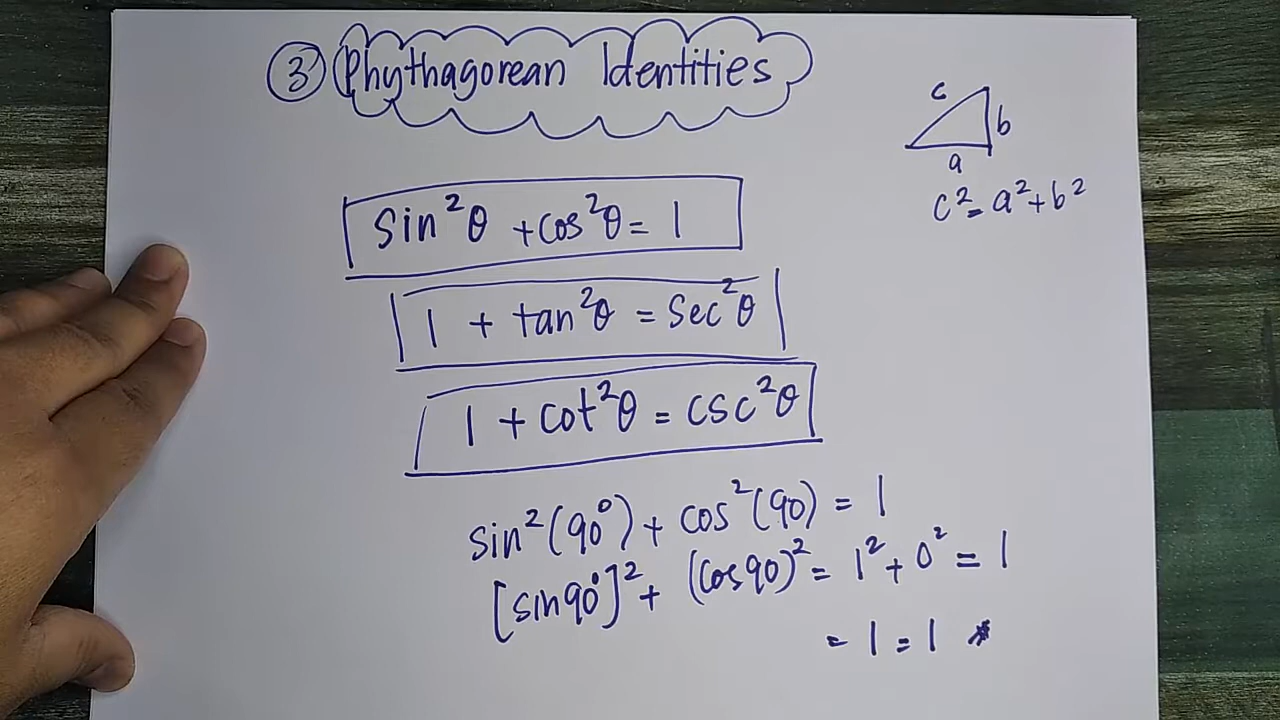 ③ Phythagorean Identities
c
b
a
c² = a² + b²
Sin²θ + cos²θ = 1
1 + tan²θ = Sec²θ
1 + cot²θ = csc²θ
sin²(90°) + cos²(90) = 1
[sin90°]² + (cos90)² = 1² + 0² = 1
= 1 = 1 *